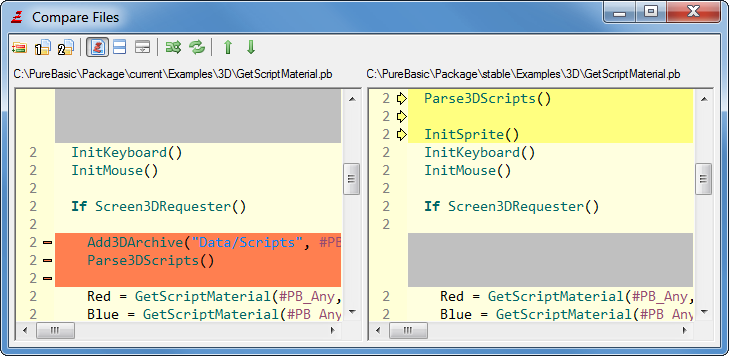 Compare Files
1 2
C:\PureBasic\Package\current\Examples\3D\GetScriptMaterial.pb
2 InitKeyboard()
2 InitMouse()
2
2 If Screen3DRequester()
2
2 - Add3DArchive("Data/Scripts", #PB
2 - Parse3DScripts()
2 -
2 Red = GetScriptMaterial(#PB_Any,
2 Blue = GetScriptMaterial(#PB_Any,
C:\PureBasic\Package\stable\Examples\3D\GetScriptMaterial.pb
2 Parse3DScripts()
2
2 InitSprite()
2 InitKeyboard()
2 InitMouse()
2
2 If Screen3DRequester()
2
2 Red = GetScriptMaterial(#PB_Any,
2 Blue = GetScriptMaterial(#PB_Any,